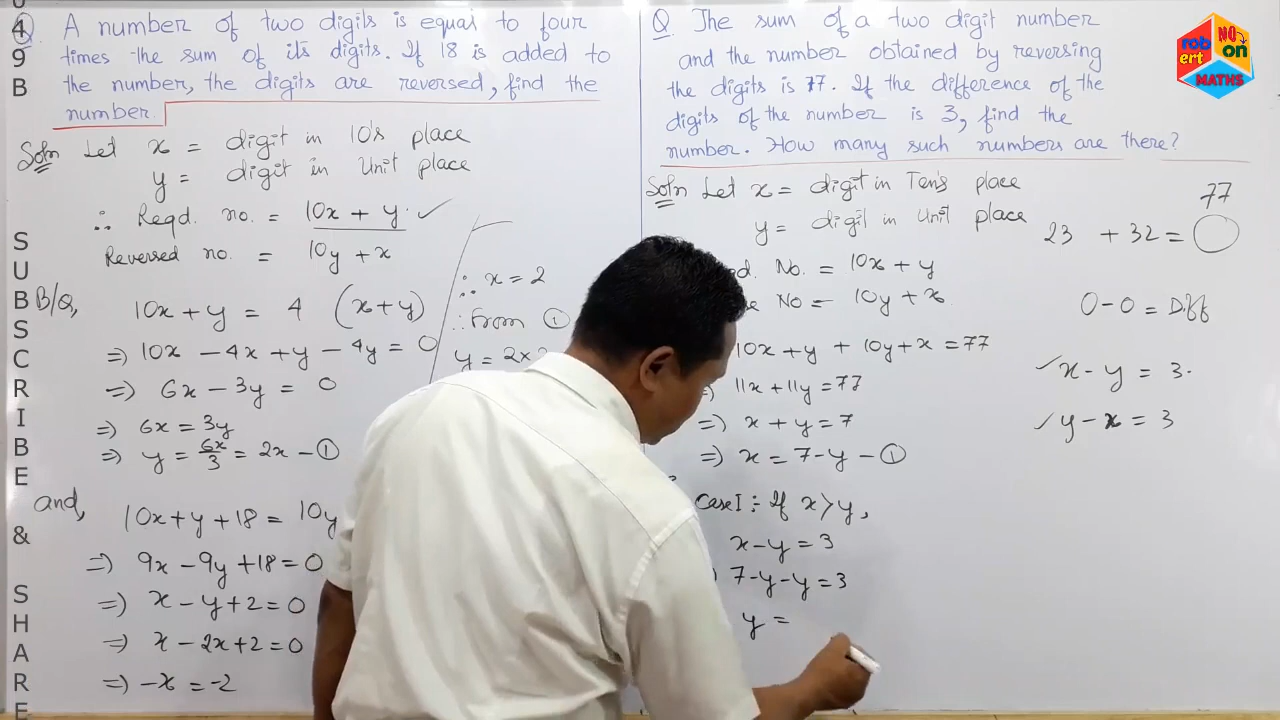 Q. A number of two digits is equal to four
times the sum of its digits. If 18 is added to
the number, the digits are reversed, find the
number.
Soln Let x = digit in 10's place
y = digit in Unit place
∴ Reqd. no. = 10x + y. ✓
Reversed no. = 10y + x
B/Q,
10x + y = 4 (x+y)
⇒ 10x - 4x + y - 4y = 0
⇒ 6x - 3y = 0
⇒ 6x = 3y
⇒ y = 6x/3 = 2x - ①
and,
10x+y+18 = 10y
⇒ 9x - 9y +18 = 0
⇒ x - y + 2 = 0
⇒ x - 2x + 2 = 0
⇒ -x = -2
∴ x = 2
∴ From ①
y = 2x2
Q. The sum of a two digit number
and the number obtained by reversing
the digits is 77. If the difference of the
digits of the number is 3, find the
number. How many such numbers are there?
Soln Let x = digit in Ten's place
y = digit in Unit place
d. No. = 10x + y
No = 10y + x
10x + y + 10y + x = 77
⇒ 11x + 11y = 77
⇒ x + y = 7
⇒ x = 7-y - ①
Case I : If x > y,
x - y = 3
7-y-y = 3
y =
77
23 + 32 =
0 - 0 = Diff
✓ x - y = 3.
✓ y - x = 3
robert
NO on
MATHS
49B
SUBSCRIBE
&
SHARE